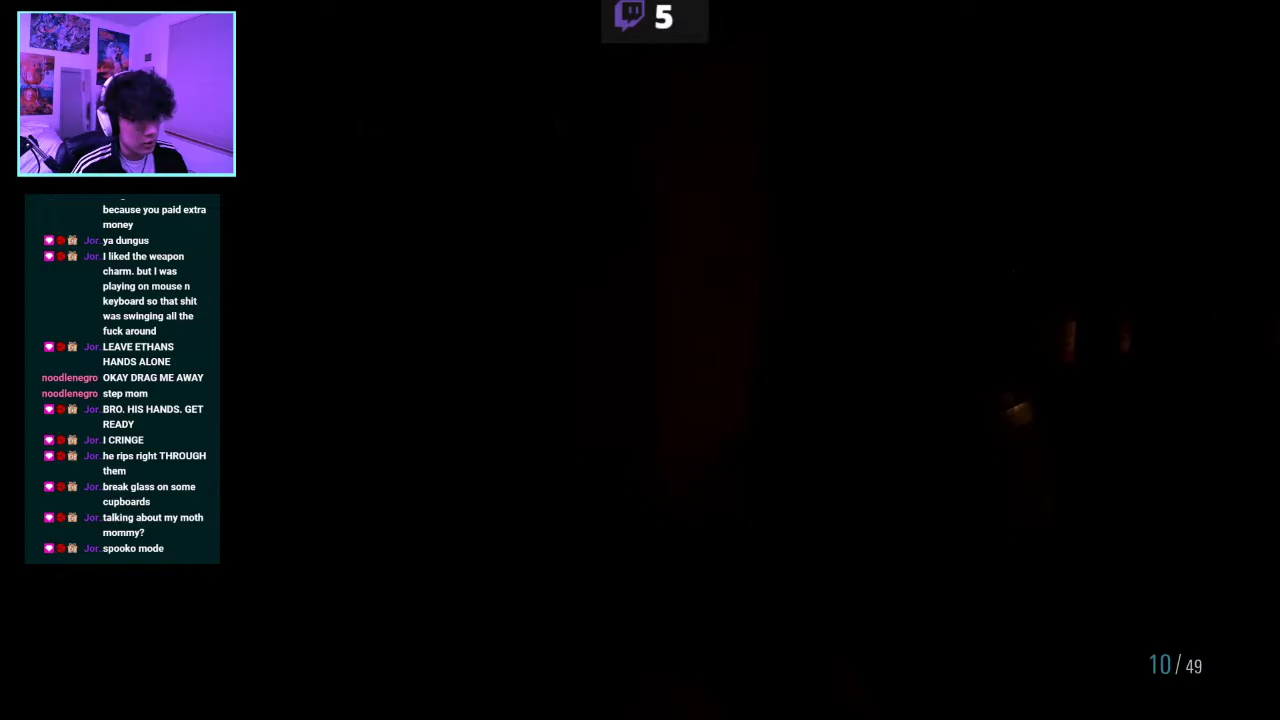 5
because you paid extra
money
Jor. ya dungus
Jor. I liked the weapon
charm. but I was
playing on mouse n
keyboard so that shit
was swinging all the
fuck around
Jor. LEAVE ETHANS
HANDS ALONE
noodlenegro OKAY DRAG ME AWAY
noodlenegro step mom
Jor. BRO. HIS HANDS. GET
READY
Jor. I CRINGE
Jor. he rips right THROUGH
them
Jor. break glass on some
cupboards
Jor. talking about my moth
mommy?
Jor. spooko mode
10/49